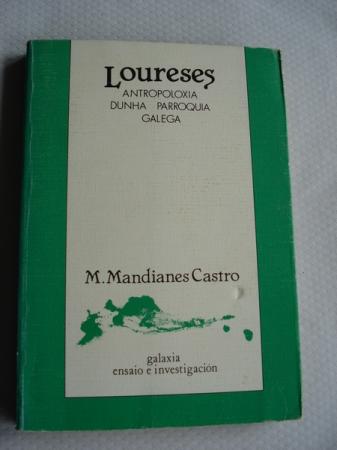 Loureses
ANTROPOLOXIA
DUNHA PARROQUIA
GALEGA
M. Mandianes Castro
galaxia
ensaio e investigación